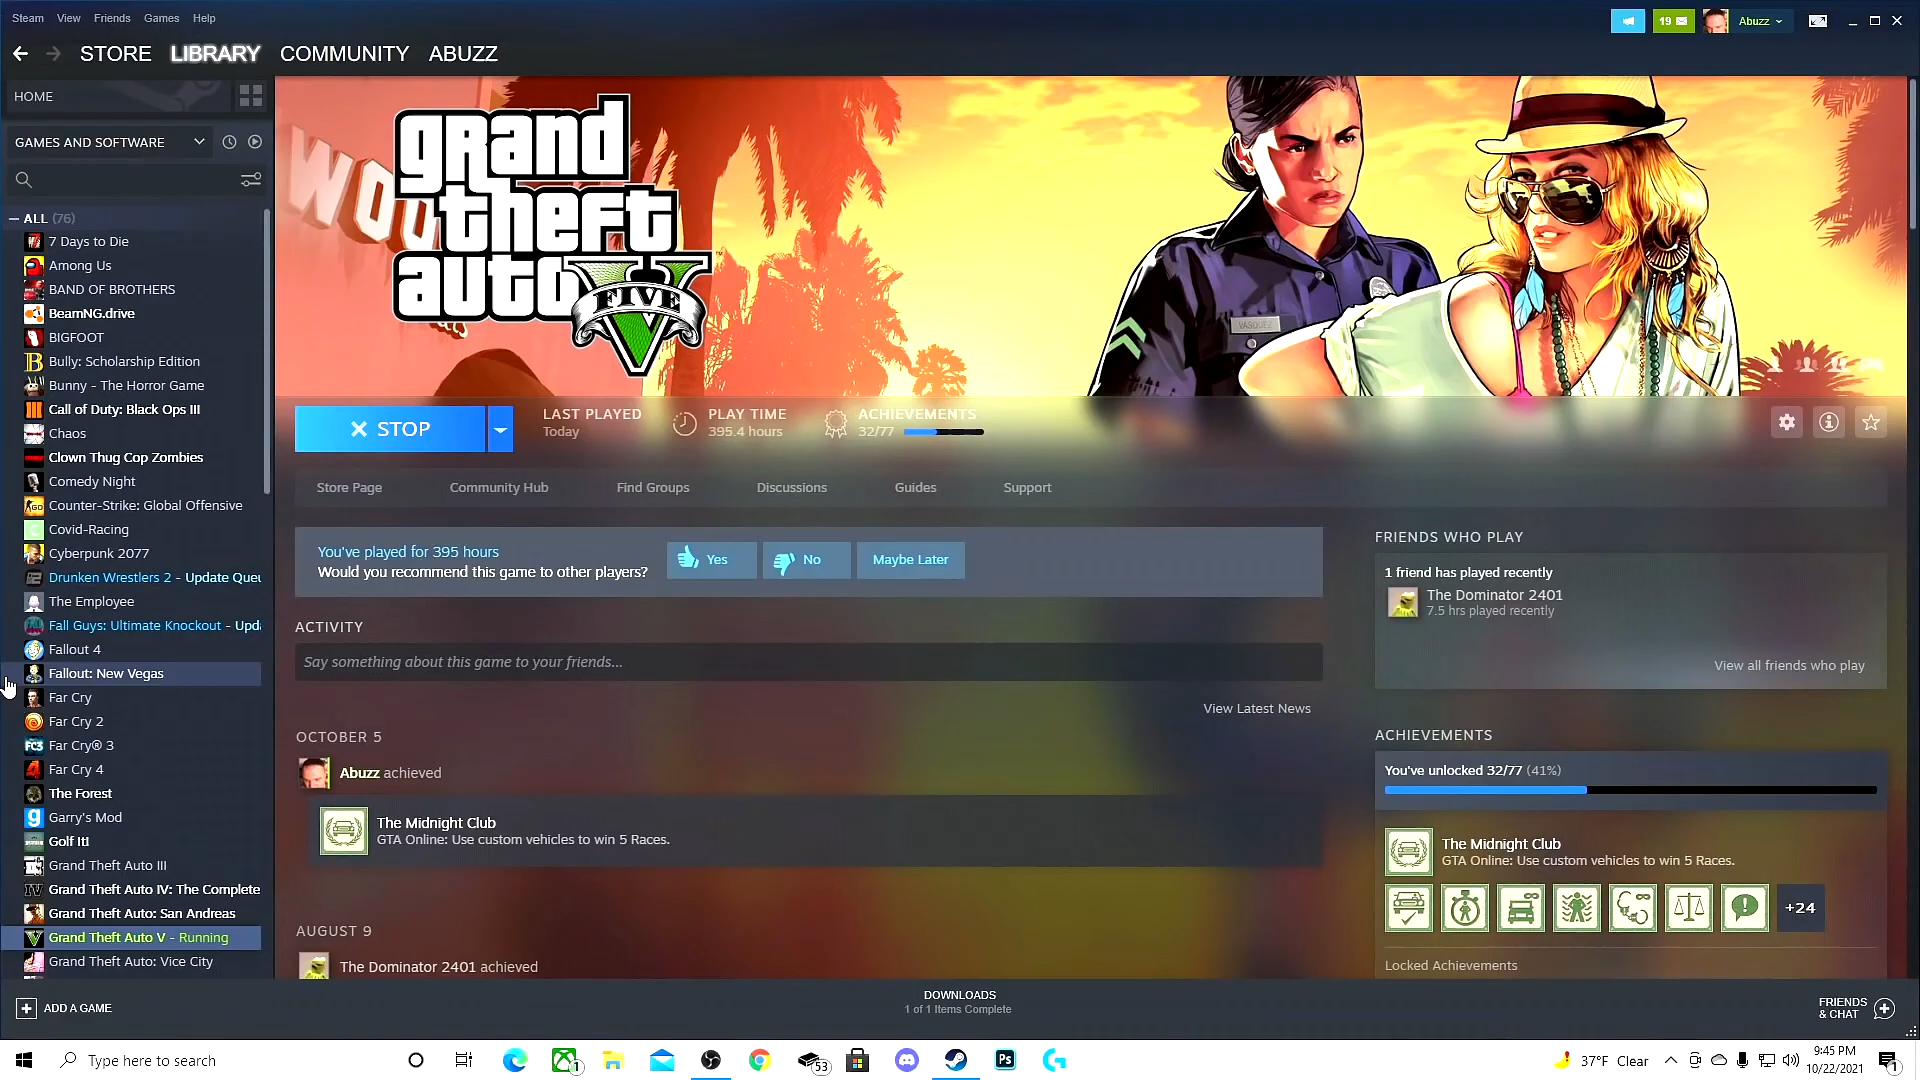 Steam View Friends Games Help
19
Abuzz
STORE LIBRARY COMMUNITY ABUZZ
HOME
GAMES AND SOFTWARE
ALL (76)
7 Days to Die
Among Us
BAND OF BROTHERS
BeamNG.drive
BIGFOOT
Bully: Scholarship Edition
Bunny - The Horror Game
Call of Duty: Black Ops III
Chaos
Clown Thug Cop Zombies
Comedy Night
Counter-Strike: Global Offensive
Covid-Racing
Cyberpunk 2077
Drunken Wrestlers 2 - Update Queu
The Employee
Fall Guys: Ultimate Knockout - Upda
Fallout 4
Fallout: New Vegas
Far Cry
Far Cry 2
Far Cry® 3
Far Cry 4
The Forest
Garry's Mod
Golf It!
Grand Theft Auto III
Grand Theft Auto IV: The Complete
Grand Theft Auto: San Andreas
Grand Theft Auto V - Running
Grand Theft Auto: Vice City
ADD A GAME
grand
theft
auto V
FIVE
VASQUEZ
STOP
LAST PLAYED
Today
PLAY TIME
395.4 hours
ACHIEVEMENTS
32/77
Store Page Community Hub Find Groups Discussions Guides Support
You've played for 395 hours
Would you recommend this game to other players?
Yes No Maybe Later
ACTIVITY
Say something about this game to your friends...
View Latest News
OCTOBER 5
Abuzz achieved
The Midnight Club
GTA Online: Use custom vehicles to win 5 Races.
AUGUST 9
The Dominator 2401 achieved
FRIENDS WHO PLAY
1 friend has played recently
The Dominator 2401
7.5 hrs played recently
View all friends who play
ACHIEVEMENTS
You've unlocked 32/77 (41%)
The Midnight Club
GTA Online: Use custom vehicles to win 5 Races.
+24
Locked Achievements
DOWNLOADS
1 of 1 Items Complete
FRIENDS
& CHAT
Type here to search
1
53
Ps
37°F Clear
9:45 PM
10/22/2021
1